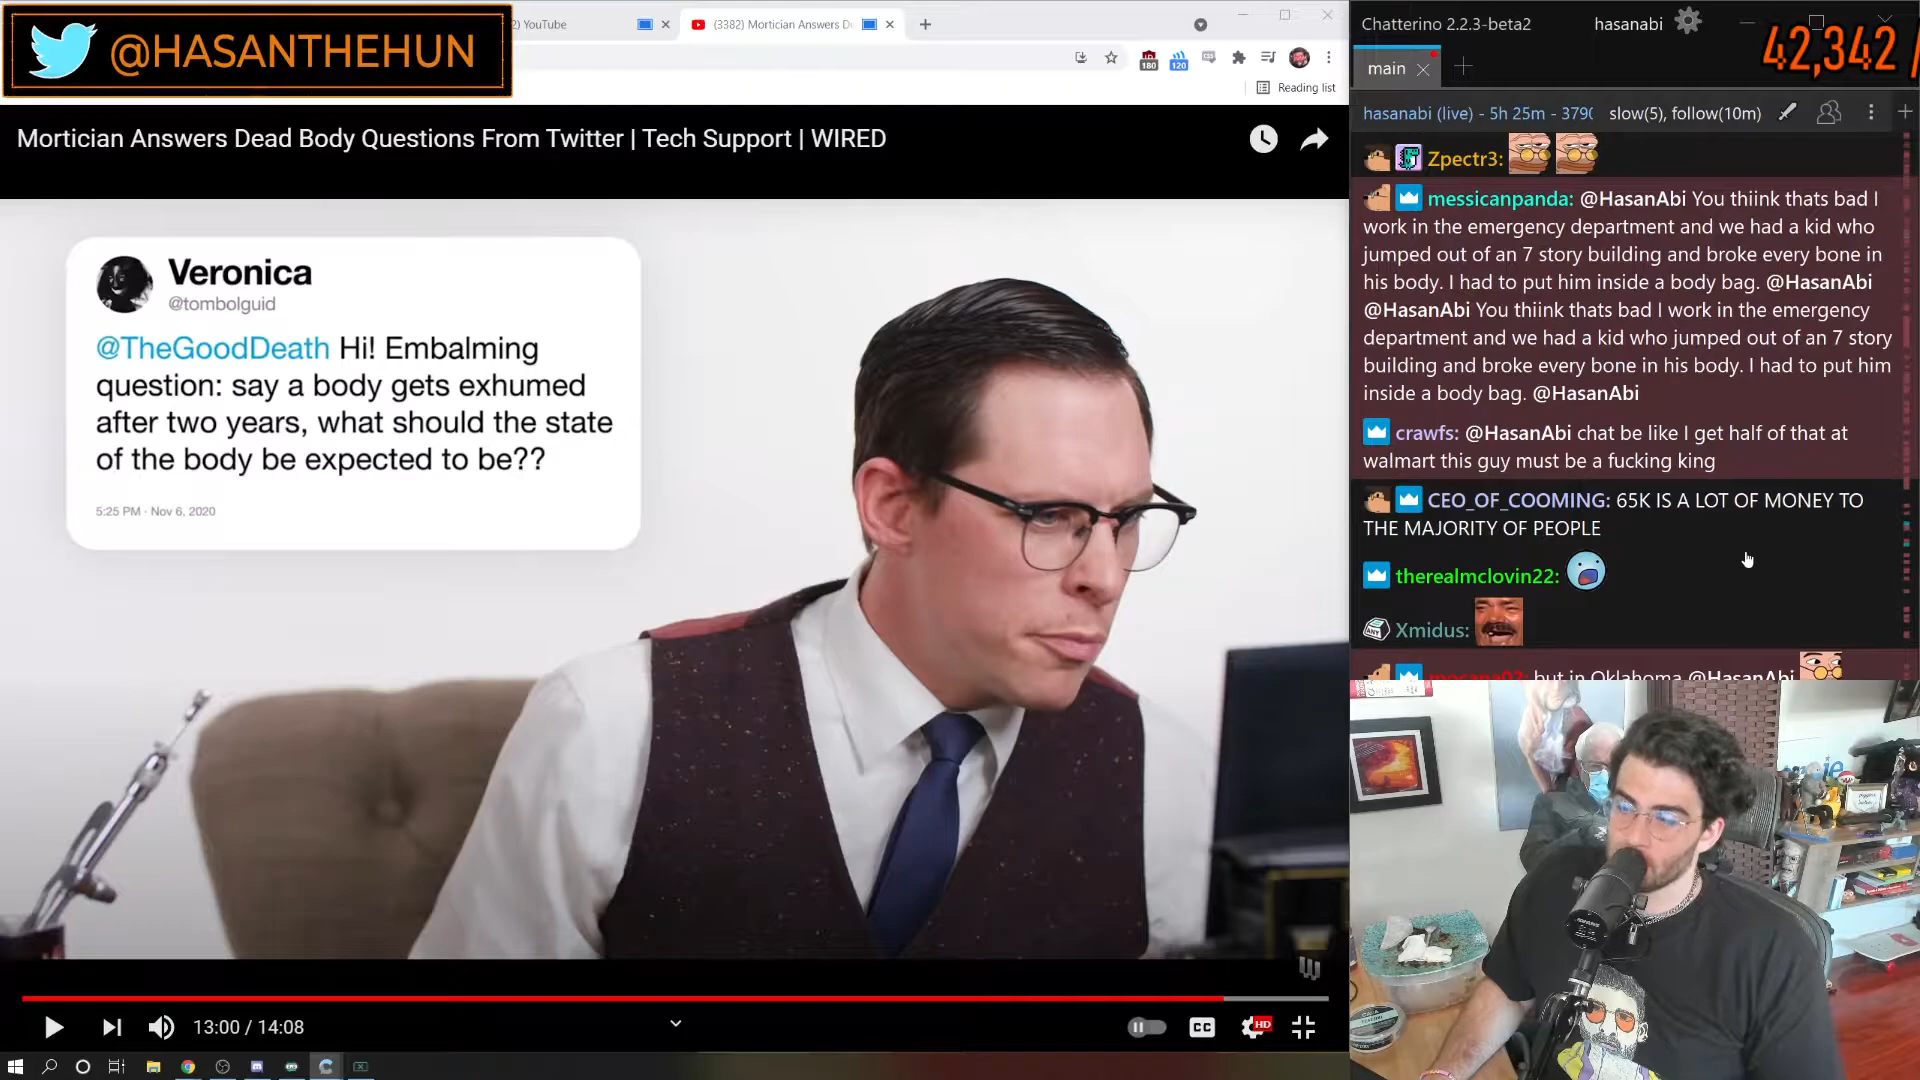 @HASANTHEHUN
YouTube
(3382) Mortician Answers D
180
120
Reading list
Mortician Answers Dead Body Questions From Twitter | Tech Support | WIRED
Veronica
@tombolguid
@TheGoodDeath Hi! Embalming
question: say a body gets exhumed
after two years, what should the state
of the body be expected to be??
5:25 PM · Nov 6, 2020
13:00 / 14:08
CC
HD
Chatterino 2.2.3-beta2
hasanabi
42,342 /
main
hasanabi (live) - 5h 25m - 3790
slow(5), follow(10m)
Zpectr3:
messicanpanda: @HasanAbi You thiink thats bad I
work in the emergency department and we had a kid who
jumped out of an 7 story building and broke every bone in
his body. I had to put him inside a body bag. @HasanAbi
@HasanAbi You thiink thats bad I work in the emergency
department and we had a kid who jumped out of an 7 story
building and broke every bone in his body. I had to put him
inside a body bag. @HasanAbi
crawfs: @HasanAbi chat be like I get half of that at
walmart this guy must be a fucking king
CEO_OF_COOMING: 65K IS A LOT OF MONEY TO
THE MAJORITY OF PEOPLE
therealmclovin22:
Xmidus:
but in Oklahoma @HasanAbi